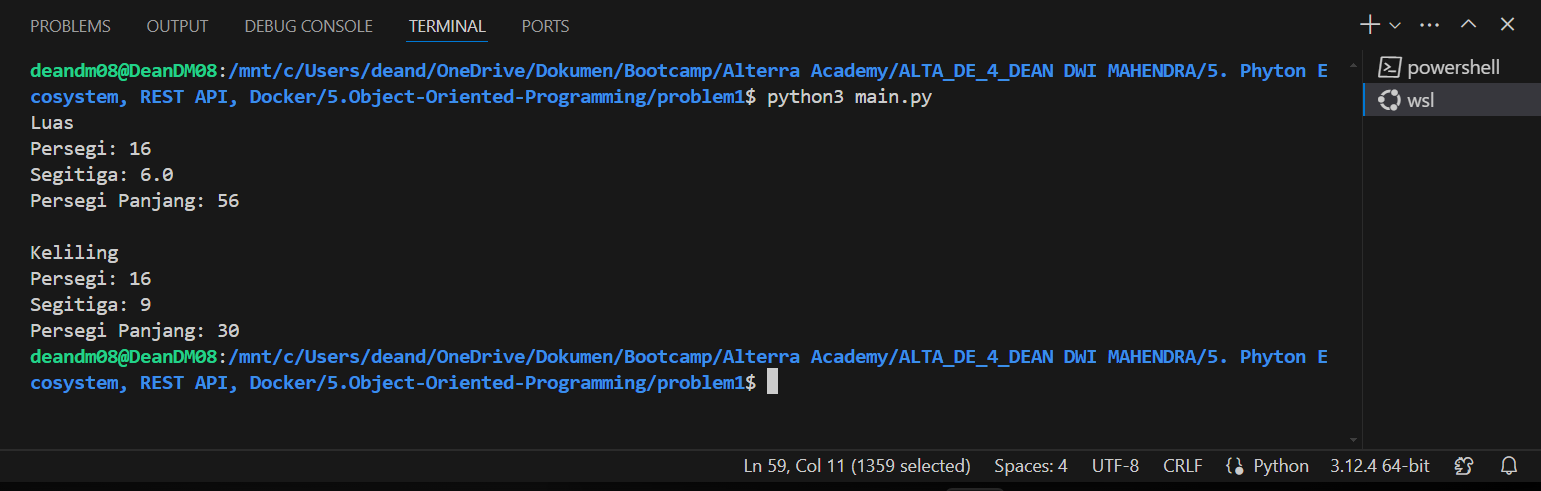 PROBLEMS OUTPUT DEBUG CONSOLE TERMINAL PORTS
deandm08@DeanDM08:/mnt/c/Users/deand/OneDrive/Dokumen/Bootcamp/Alterra Academy/ALTA_DE_4_DEAN DWI MAHENDRA/5. Phyton E
cosystem, REST API, Docker/5.Object-Oriented-Programming/problem1$ python3 main.py
Luas
Persegi: 16
Segitiga: 6.0
Persegi Panjang: 56
Keliling
Persegi: 16
Segitiga: 9
Persegi Panjang: 30
deandm08@DeanDM08:/mnt/c/Users/deand/OneDrive/Dokumen/Bootcamp/Alterra Academy/ALTA_DE_4_DEAN DWI MAHENDRA/5. Phyton E
cosystem, REST API, Docker/5.Object-Oriented-Programming/problem1$
powershell
wsl
Ln 59, Col 11 (1359 selected) Spaces: 4 UTF-8 CRLF Python 3.12.4 64-bit